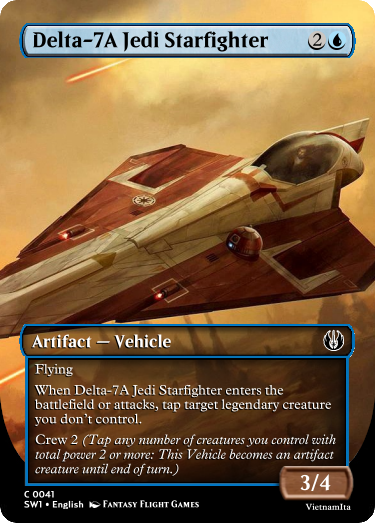 Delta-7A Jedi Starfighter 2
Artifact — Vehicle
Flying
When Delta-7A Jedi Starfighter enters the
battlefield or attacks, tap target legendary creature
you don't control.
Crew 2 (Tap any number of creatures you control with
total power 2 or more: This Vehicle becomes an artifact
creature until end of turn.)
3/4
C 0041
SW1 • English Fantasy Flight Games
VietnamIta